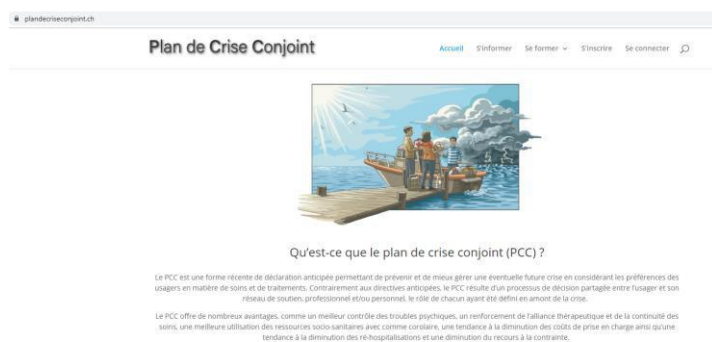 plandecriseconjoint.ch
Plan de Crise Conjoint
Accueil S'informer Se former S'inscrire Se connecter
Qu'est-ce que le plan de crise conjoint (PCC) ?
Le PCC est une forme récente de déclaration anticipée permettant de prévenir et de mieux gérer une éventuelle future crise en considérant les préférences des
usagers en matière de soins et de traitements. Contrairement aux directives anticipées, le PCC résulte d'un processus de décision partagée entre l'usager et son
réseau de soutien, professionnel et/ou personnel, le rôle de chacun ayant été défini en amont de la crise.
Le PCC offre de nombreux avantages, comme un meilleur contrôle des troubles psychiques, un renforcement de l'alliance thérapeutique et de la continuité des
soins, une meilleure utilisation des ressources socio-sanitaires avec comme corolaire, une tendance à la diminution des coûts de prise en charge ainsi qu'une
tendance à la diminution des ré-hospitalisations et une diminution du recours à la contrainte.